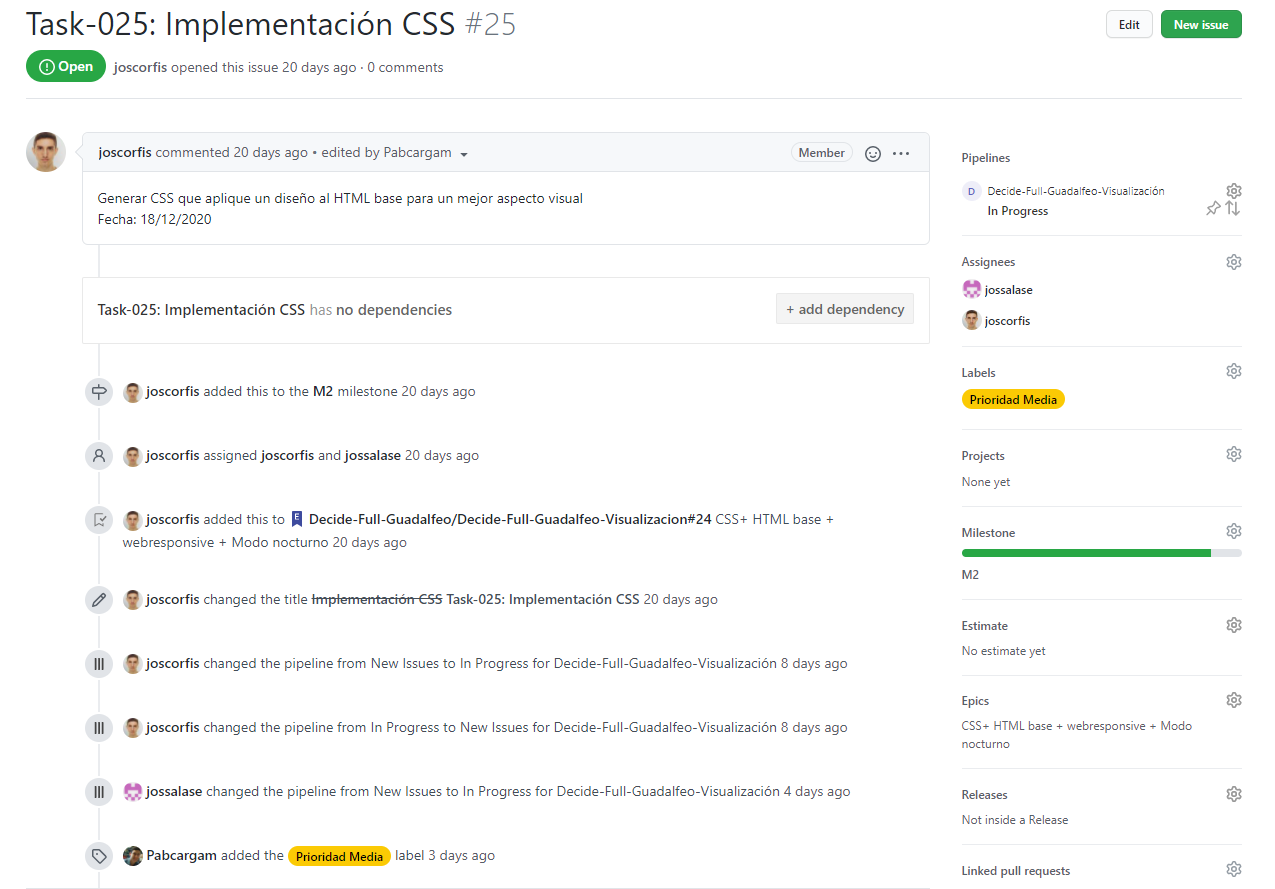 Task-025: Implementación CSS #25
Edit
New issue
Open
joscorfis opened this issue 20 days ago · 0 comments
joscorfis commented 20 days ago • edited by Pabcargam
Member
Generar CSS que aplique un diseño al HTML base para un mejor aspecto visual
Fecha: 18/12/2020
Task-025: Implementación CSS has no dependencies
+ add dependency
joscorfis added this to the M2 milestone 20 days ago
joscorfis assigned joscorfis and jossalase 20 days ago
joscorfis added this to E Decide-Full-Guadalfeo/Decide-Full-Guadalfeo-Visualizacion#24 CSS+ HTML base +
webresponsive + Modo nocturno 20 days ago
joscorfis changed the title Implementación CSS Task-025: Implementación CSS 20 days ago
joscorfis changed the pipeline from New Issues to In Progress for Decide-Full-Guadalfeo-Visualización 8 days ago
joscorfis changed the pipeline from In Progress to New Issues for Decide-Full-Guadalfeo-Visualización 8 days ago
jossalase changed the pipeline from New Issues to In Progress for Decide-Full-Guadalfeo-Visualización 4 days ago
Pabcargam added the Prioridad Media label 3 days ago
Pipelines
D Decide-Full-Guadalfeo-Visualización
In Progress
Assignees
jossalase
joscorfis
Labels
Prioridad Media
Projects
None yet
Milestone
M2
Estimate
No estimate yet
Epics
CSS+ HTML base + webresponsive + Modo
nocturno
Releases
Not inside a Release
Linked pull requests